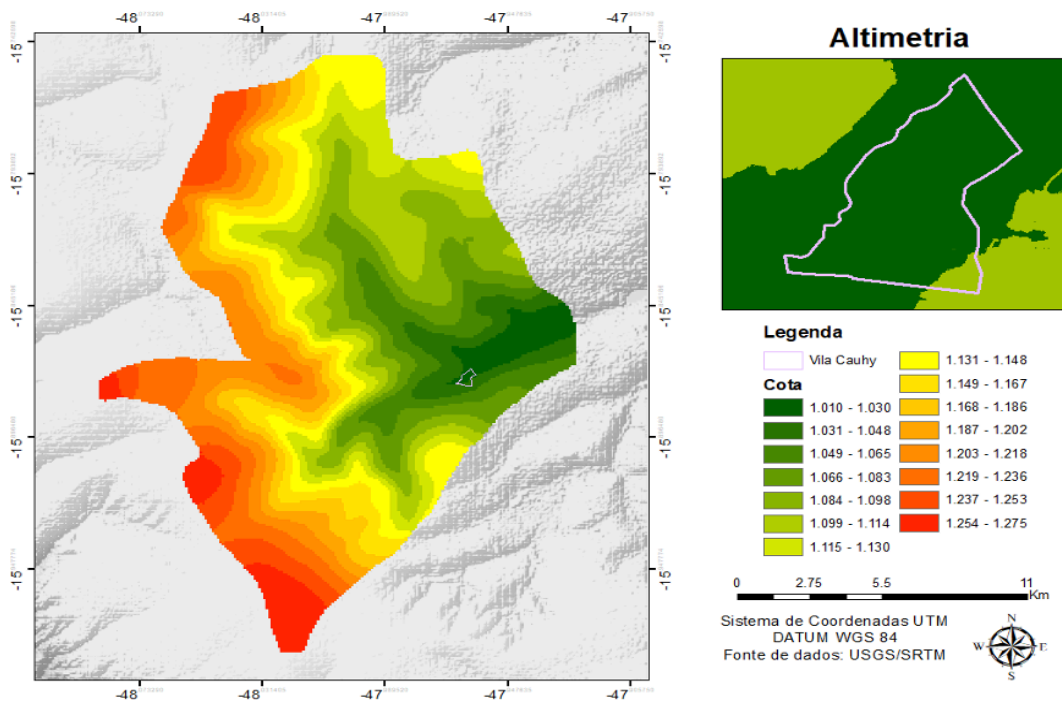 -48
-48
-47
-47
-47
Altimetria
-15
-15
-15
-15
-15
Legenda
Vila Cauhy
Cota
1.010 - 1.030
1.031 - 1.048
1.049 - 1.065
1.066 - 1.083
1.084 - 1.098
1.099 - 1.114
1.115 - 1.130
1.131 - 1.148
1.149 - 1.167
1.168 - 1.186
1.187 - 1.202
1.203 - 1.218
1.219 - 1.236
1.237 - 1.253
1.254 - 1.275
0 2.75 5.5 11
Km
Sistema de Coordenadas UTM
DATUM WGS 84
Fonte de dados: USGS/SRTM
N
W E
S
-48
-48
-47
-47
-47